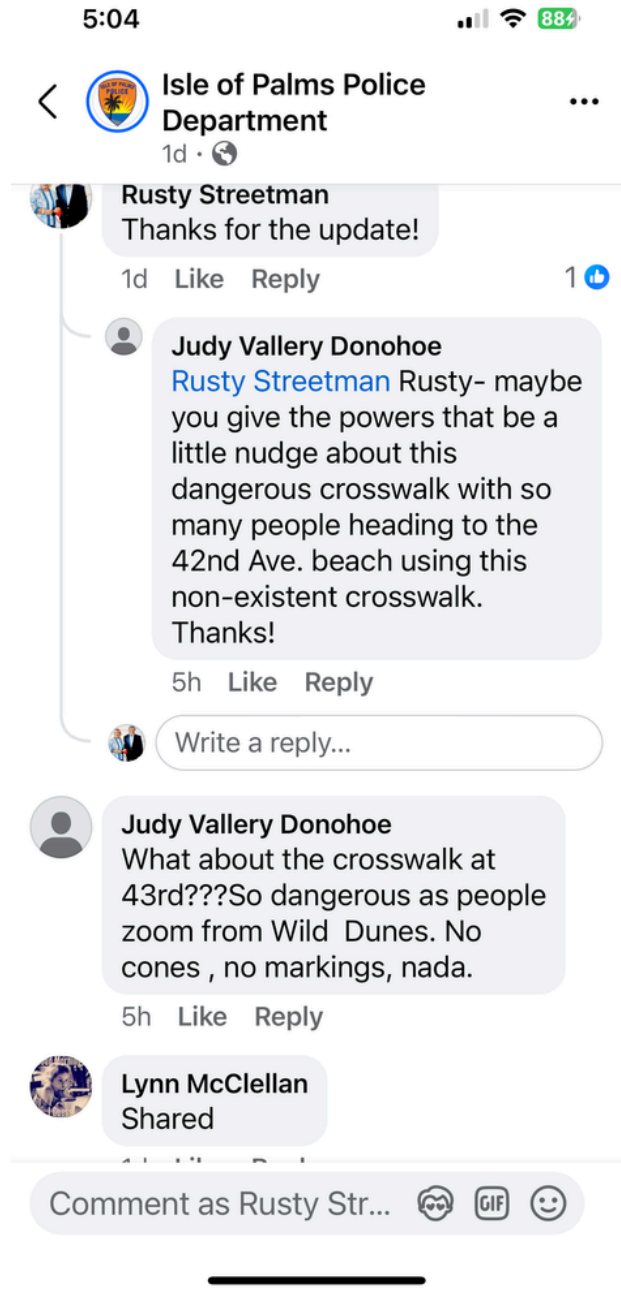 5:04
88
Isle of Palms Police
Department
1d ·
Rusty Streetman
Thanks for the update!
1d Like Reply 1
Judy Vallery Donohoe
Rusty Streetman Rusty- maybe
you give the powers that be a
little nudge about this
dangerous crosswalk with so
many people heading to the
42nd Ave. beach using this
non-existent crosswalk.
Thanks!
5h Like Reply
Write a reply...
Judy Vallery Donohoe
What about the crosswalk at
43rd???So dangerous as people
zoom from Wild Dunes. No
cones , no markings, nada.
5h Like Reply
Lynn McClellan
Shared
Comment as Rusty Str...
GIF